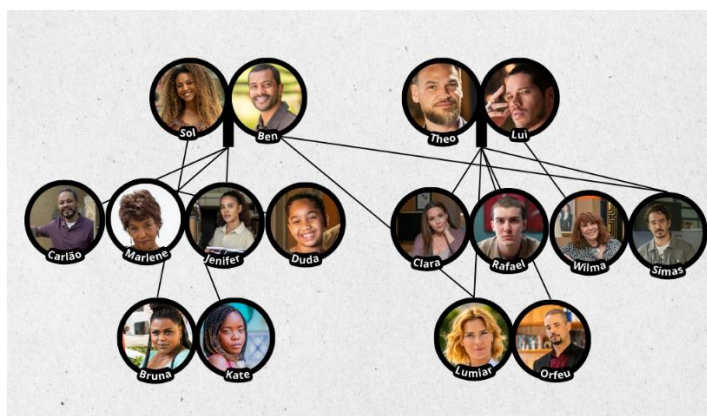 Sol
Ben
Theo
Lui
Carlão
Marlene
Jenifer
Duda
Clara
Rafael
Wilma
Simas
Bruna
Kate
Lumiar
Orfeu